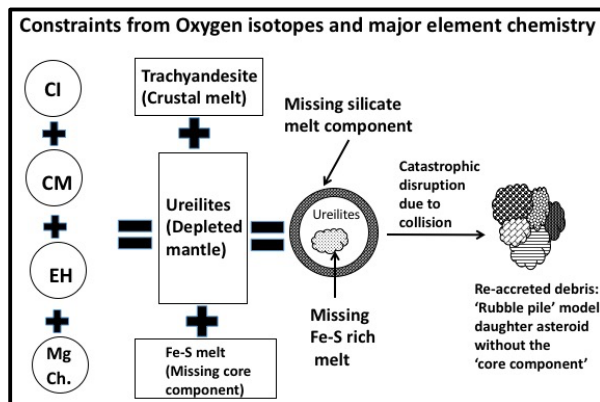 Constraints from Oxygen isotopes and major element chemistry
CI
CM
EH
Mg
Ch.
Trachyandesite
(Crustal melt)
Ureilites
(Depleted
mantle)
Fe-S melt
(Missing core
component)
Missing silicate
melt component
Ureilites
Missing
Fe-S rich
melt
Catastrophic
disruption
due to
collision
Re-accreted debris:
‘Rubble pile’ model
daughter asteroid
without the
‘core component’